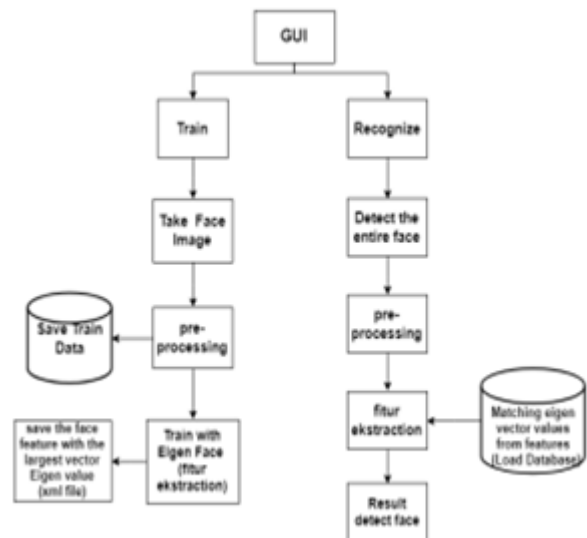 GUI
Train
Recognize
Take Face
Image
Detect the
entire face
Save Train
Data
pre-
processing
pre-
processing
save the face
feature with the
largest vector
Eigen value
(xml file)
Train with
Eigen Face
(fitur
ekstraction)
fitur
ekstraction
Matching eigen
vector values
from features
(Load Database)
Result
detect face